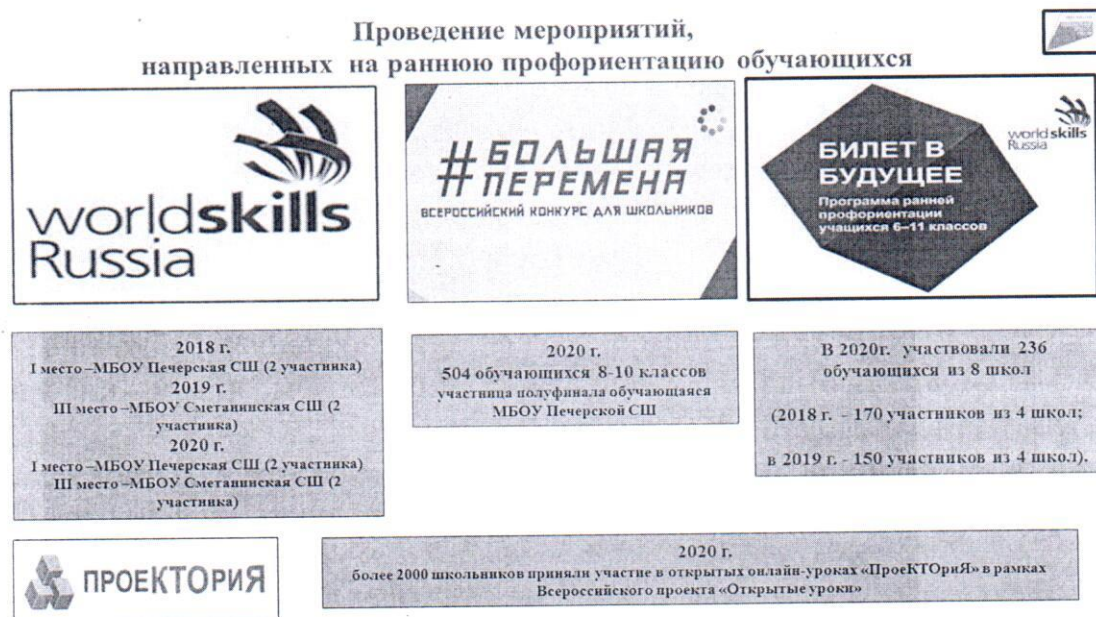 Проведение мероприятий,
направленных на раннюю профориентацию обучающихся
worldskills
Russia
#БОЛЬШАЯ
ПЕРЕМЕНА
ВСЕРОССИЙСКИЙ КОНКУРС ДЛЯ ШКОЛЬНИКОВ
worldskills
Russia
БИЛЕТ В
БУДУЩЕЕ
Программа ранней
профориентации
учащихся 6–11 классов
2018 г.
I место –МБОУ Печерская СШ (2 участника)
2019 г.
III место –МБОУ Сметанинская СШ (2
участника)
2020 г.
I место –МБОУ Печерская СШ (2 участника)
III место –МБОУ Сметанинская СШ (2
участника)
2020 г.
504 обучающихся 8-10 классов
участница полуфинала обучающаяся
МБОУ Печерской СШ
В 2020г. участвовали 236
обучающихся из 8 школ
(2018 г. - 170 участников из 4 школ;
в 2019 г. - 150 участников из 4 школ).
ПРОЕКТОРИЯ
2020 г.
более 2000 школьников приняли участие в открытых онлайн-уроках «ПроеКТОриЯ» в рамках
Всероссийского проекта «Открытые уроки»